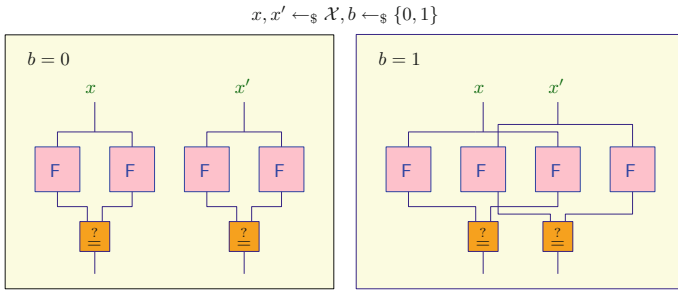 x, x′ ←$ 𝒳, b ←$ {0, 1}
b = 0
b = 1
x x′ x x′
F F F F F F F F
≟ ≟ ≟ ≟